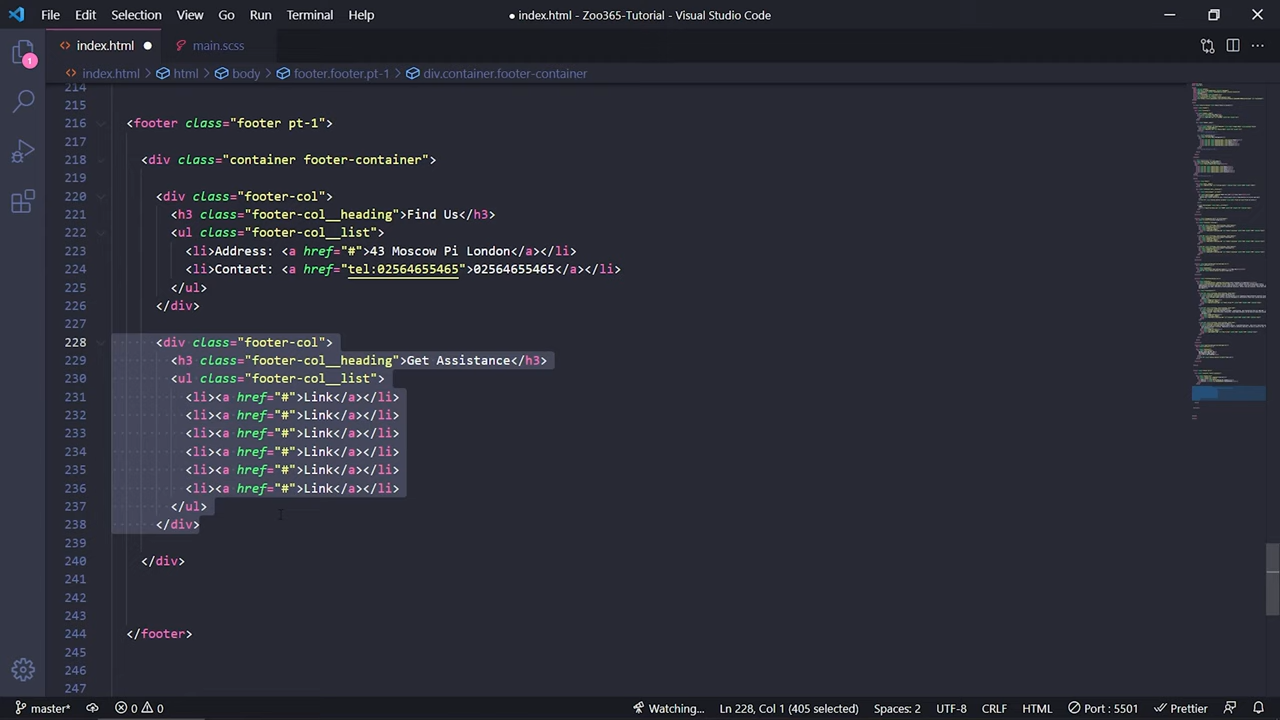 File Edit Selection View Go Run Terminal Help
● index.html - Zoo365-Tutorial - Visual Studio Code
index.html ● main.scss
index.html > html > body > footer.footer.pt-1 > div.container.footer-container
1
214
215
216 <footer class="footer pt-1">
217
218 <div class="container footer-container">
219
220 <div class="footer-col">
221 <h3 class="footer-col__heading">Find Us</h3>
222 <ul class="footer-col__list">
223 <li>Address: <a href="#">43 Moscow Pi London </a></li>
224 <li>Contact: <a href="tel:02564655465">02564655465</a></li>
225 </ul>
226 </div>
227
228 <div class="footer-col">
229 <h3 class="footer-col__heading">Get Assistance</h3>
230 <ul class="footer-col__list">
231 <li><a href="#">Link</a></li>
232 <li><a href="#">Link</a></li>
233 <li><a href="#">Link</a></li>
234 <li><a href="#">Link</a></li>
235 <li><a href="#">Link</a></li>
236 <li><a href="#">Link</a></li>
237 </ul>
238 </div>
239
240 </div>
241
242
243
244 </footer>
245
246
247
master* 0 0 Watching... Ln 228, Col 1 (405 selected) Spaces: 2 UTF-8 CRLF HTML Port : 5501 Prettier